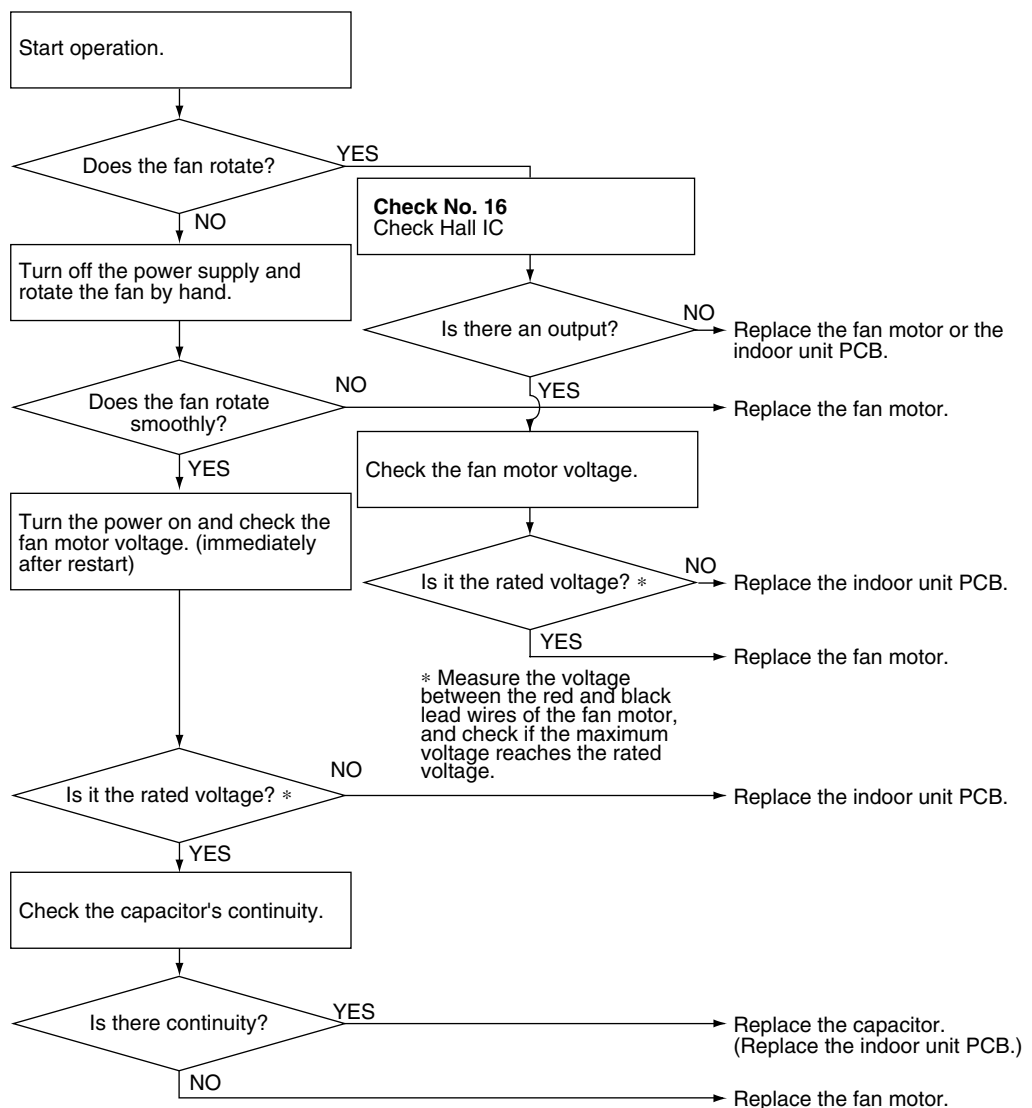 Start operation.
Does the fan rotate?
YES
NO
Check No. 16
Check Hall IC
Turn off the power supply and
rotate the fan by hand.
Is there an output?
NO
Replace the fan motor or the
indoor unit PCB.
YES
Does the fan rotate
smoothly?
NO
Replace the fan motor.
YES
Check the fan motor voltage.
Turn the power on and check the
fan motor voltage. (immediately
after restart)
Is it the rated voltage? *
NO
Replace the indoor unit PCB.
YES
Replace the fan motor.
* Measure the voltage
between the red and black
lead wires of the fan motor,
and check if the maximum
voltage reaches the rated
voltage.
Is it the rated voltage? *
NO
Replace the indoor unit PCB.
YES
Check the capacitor's continuity.
Is there continuity?
YES
Replace the capacitor.
(Replace the indoor unit PCB.)
NO
Replace the fan motor.